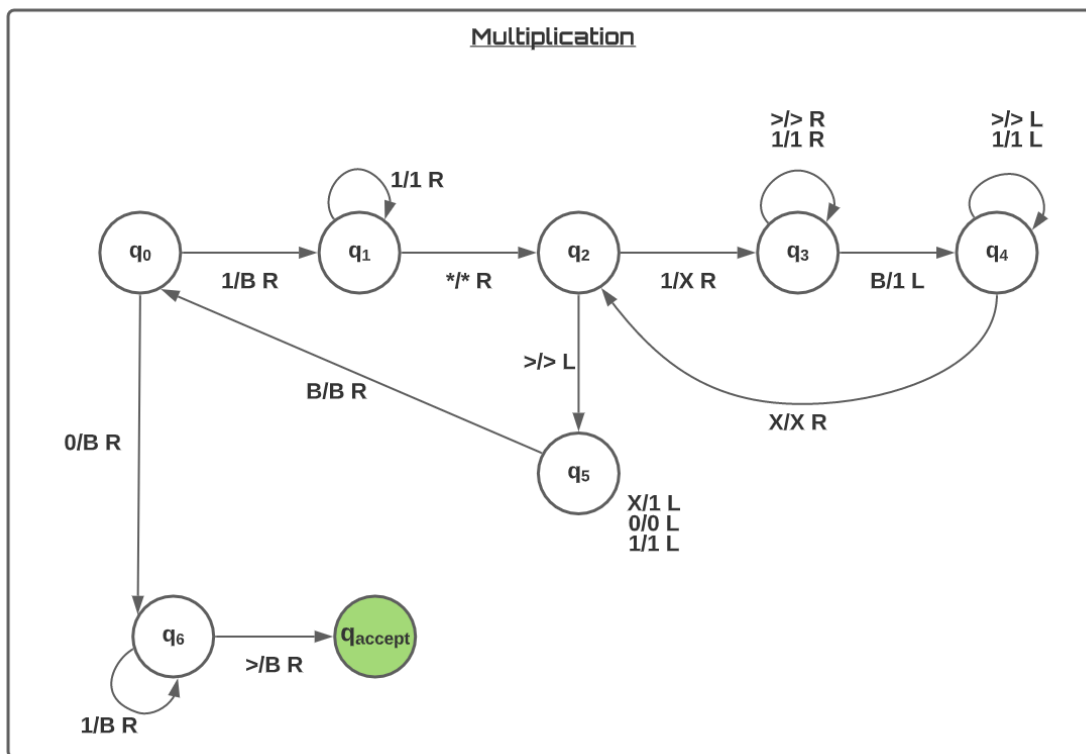 Multiplication
>/> R
1/1 R
>/> L
1/1 L
1/1 R
q0
q1
q2
q3
q4
1/B R
*/* R
1/X R
B/1 L
>/> L
B/B R
X/X R
0/B R
q5
X/1 L
0/0 L
1/1 L
q6
qaccept
>/B R
1/B R